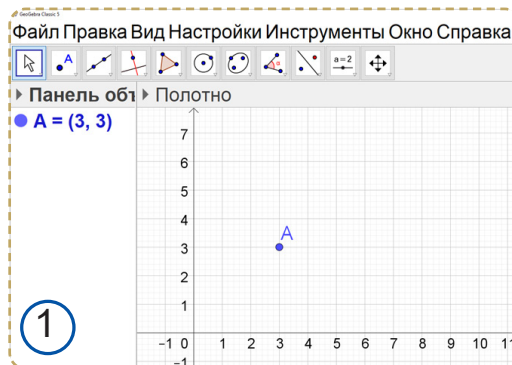 GeoGebra Classic 5
Файл Правка Вид Настройки Инструменты Окно Справка
A
a=2
Панель объ
Полотно
A = (3, 3)
7
6
5
4
A
3
2
1
1
−1 0 1 2 3 4 5 6 7 8 9 10 11
−1